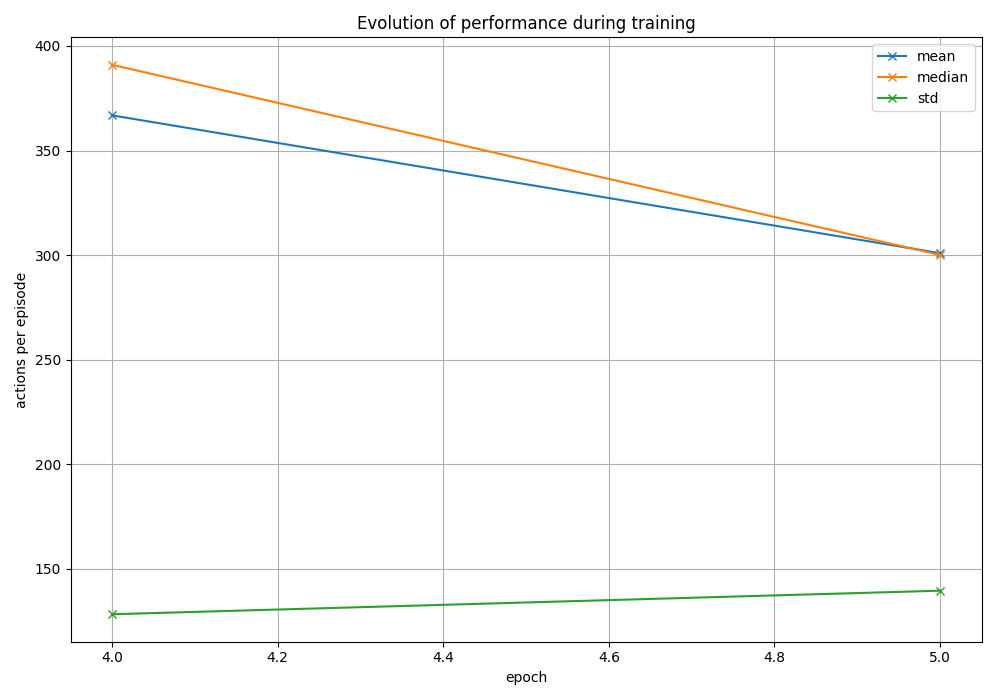 Evolution of performance during training
400
350
300
250
200
150
actions per episode
mean
median
std
4.0 4.2 4.4 4.6 4.8 5.0
epoch